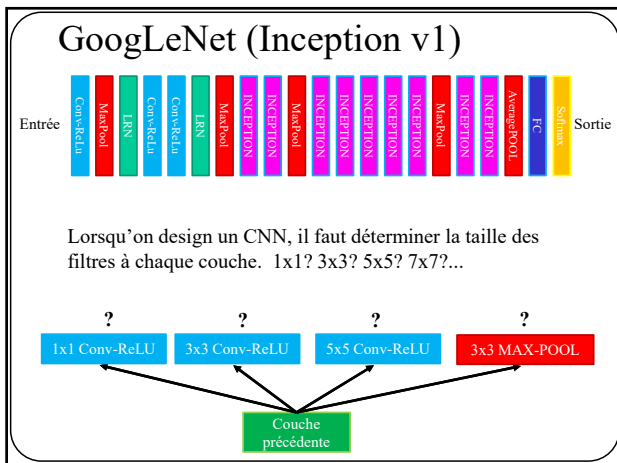 GoogLeNet (Inception v1)
Entrée
Conv-ReLu
MaxPool
LRN
Conv-ReLu
Conv-ReLu
LRN
MaxPool
INCEPTION
INCEPTION
MaxPool
INCEPTION
INCEPTION
INCEPTION
INCEPTION
INCEPTION
MaxPool
INCEPTION
INCEPTION
AveragePOOL
FC
Sofimax
Sortie
Lorsqu'on design un CNN, il faut déterminer la taille des
filtres à chaque couche. 1x1? 3x3? 5x5? 7x7?...
? ? ? ?
1x1 Conv-ReLU 3x3 Conv-ReLU 5x5 Conv-ReLU 3x3 MAX-POOL
Couche
précédente